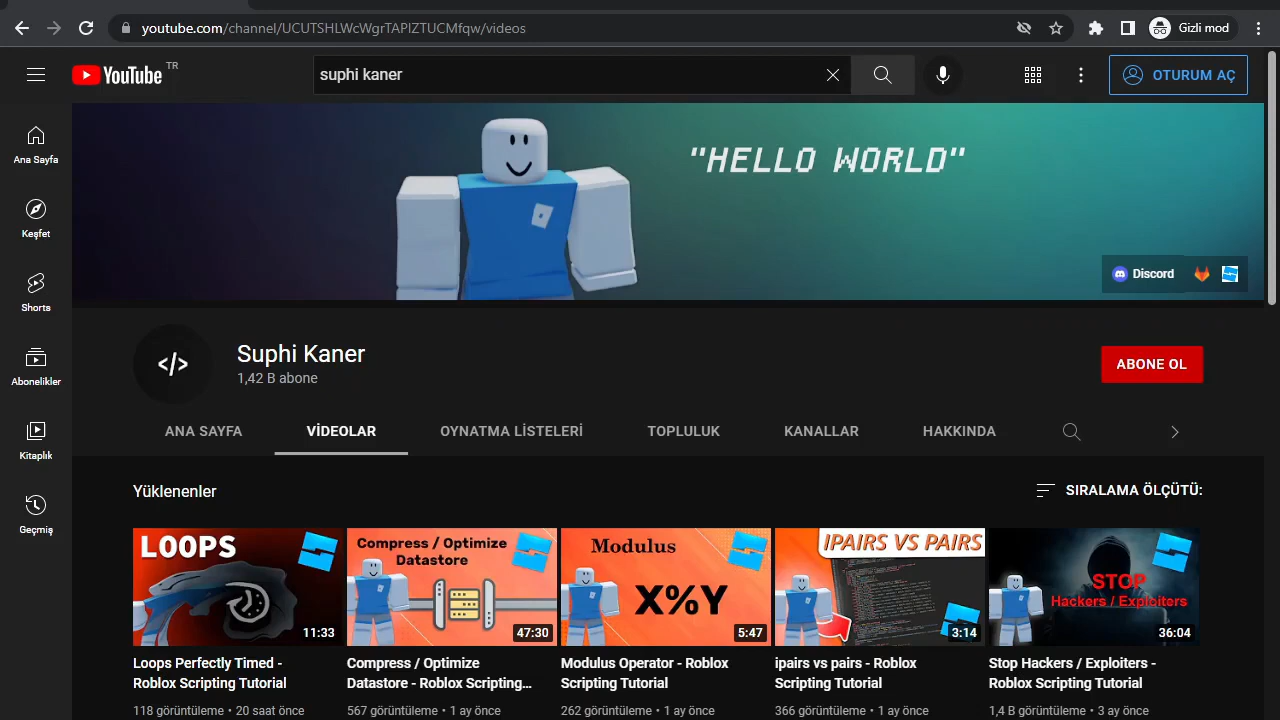 youtube.com/channel/UCUTSHLWcWgrTAPIZTUCMfqw/videos
Gizli mod
YouTube TR
suphi kaner
OTURUM AÇ
Ana Sayfa
Keşfet
Shorts
Abonelikler
Kitaplık
Geçmiş
"HELLO WORLD"
Discord
</>
Suphi Kaner
1,42 B abone
ABONE OL
ANA SAYFA
VİDEOLAR
OYNATMA LİSTELERİ
TOPLULUK
KANALLAR
HAKKINDA
Yüklenenler
SIRALAMA ÖLÇÜTÜ:
LOOPS
11:33
Loops Perfectly Timed -
Roblox Scripting Tutorial
118 görüntüleme • 20 saat önce
Compress / Optimize
Datastore
47:30
Compress / Optimize
Datastore - Roblox Scripting...
567 görüntüleme • 1 ay önce
Modulus
X%Y
5:47
Modulus Operator - Roblox
Scripting Tutorial
262 görüntüleme • 1 ay önce
IPAIRS VS PAIRS
3:14
ipairs vs pairs - Roblox
Scripting Tutorial
366 görüntüleme • 1 ay önce
STOP
Hackers / Exploiters
36:04
Stop Hackers / Exploiters -
Roblox Scripting Tutorial
1,4 B görüntüleme • 3 ay önce